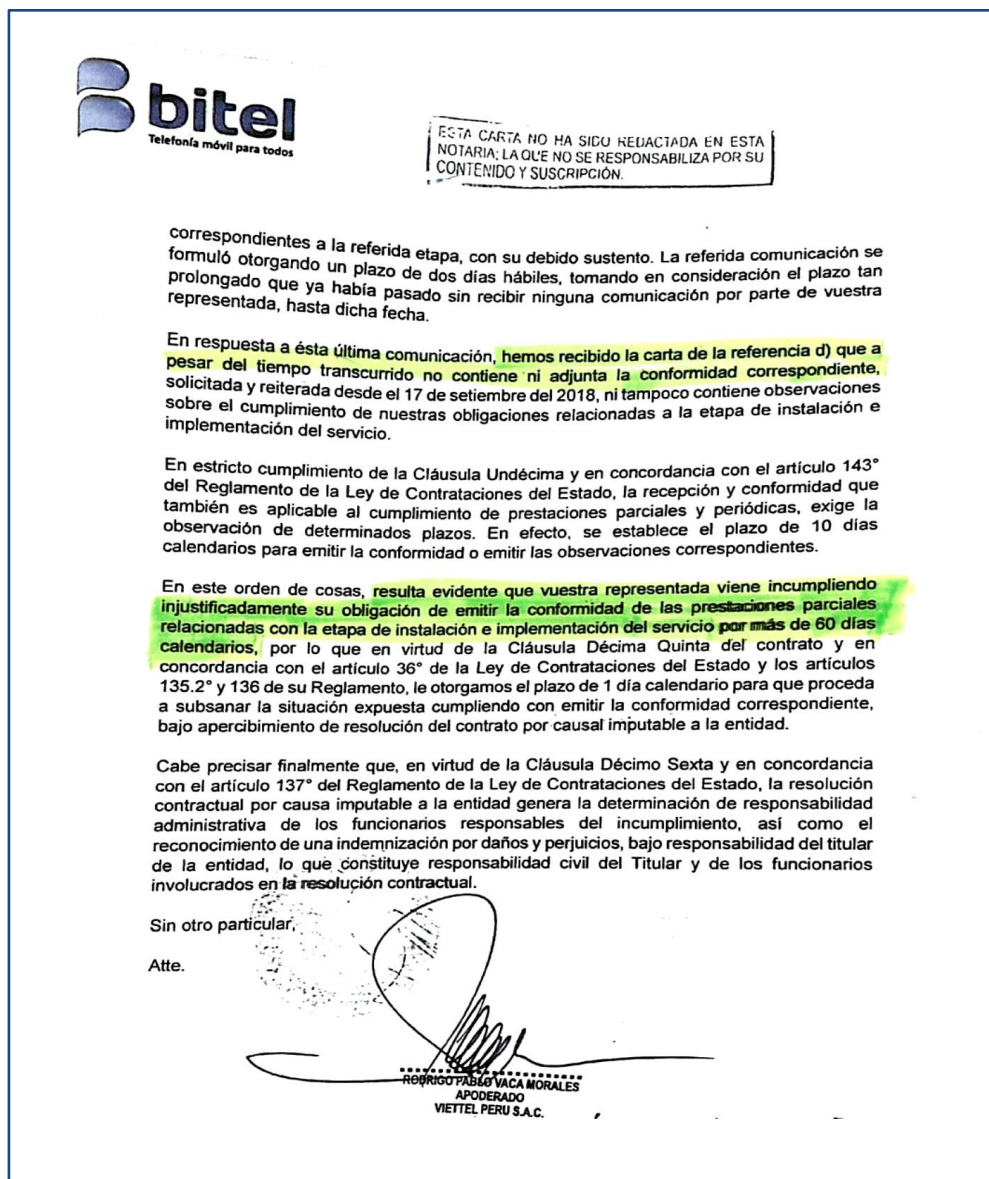 bitel
Telefonía móvil para todos
ESTA CARTA NO HA SIDO REDACTADA EN ESTA
NOTARIA; LA QUE NO SE RESPONSABILIZA POR SU
CONTENIDO Y SUSCRIPCIÓN.
correspondientes a la referida etapa, con su debido sustento. La referida comunicación se
formuló otorgando un plazo de dos días hábiles, tomando en consideración el plazo tan
prolongado que ya había pasado sin recibir ninguna comunicación por parte de vuestra
representada, hasta dicha fecha.
En respuesta a ésta última comunicación, hemos recibido la carta de la referencia d) que a
pesar del tiempo transcurrido no contiene ni adjunta la conformidad correspondiente,
solicitada y reiterada desde el 17 de setiembre del 2018, ni tampoco contiene observaciones
sobre el cumplimiento de nuestras obligaciones relacionadas a la etapa de instalación e
implementación del servicio.
En estricto cumplimiento de la Cláusula Undécima y en concordancia con el artículo 143°
del Reglamento de la Ley de Contrataciones del Estado, la recepción y conformidad que
también es aplicable al cumplimiento de prestaciones parciales y periódicas, exige la
observación de determinados plazos. En efecto, se establece el plazo de 10 días
calendarios para emitir la conformidad o emitir las observaciones correspondientes.
En este orden de cosas, resulta evidente que vuestra representada viene incumpliendo
injustificadamente su obligación de emitir la conformidad de las prestaciones parciales
relacionadas con la etapa de instalación e implementación del servicio por más de 60 días
calendarios, por lo que en virtud de la Cláusula Décima Quinta del contrato y en
concordancia con el artículo 36° de la Ley de Contrataciones del Estado y los artículos
135.2° y 136 de su Reglamento, le otorgamos el plazo de 1 día calendario para que proceda
a subsanar la situación expuesta cumpliendo con emitir la conformidad correspondiente,
bajo apercibimiento de resolución del contrato por causal imputable a la entidad.
Cabe precisar finalmente que, en virtud de la Cláusula Décimo Sexta y en concordancia
con el artículo 137° del Reglamento de la Ley de Contrataciones del Estado, la resolución
contractual por causa imputable a la entidad genera la determinación de responsabilidad
administrativa de los funcionarios responsables del incumplimiento, así como el
reconocimiento de una indemnización por daños y perjuicios, bajo responsabilidad del titular
de la entidad, lo que constituye responsabilidad civil del Titular y de los funcionarios
involucrados en la resolución contractual.
Sin otro particular,
Atte.
RODRIGO PABLO VACA MORALES
APODERADO
VIETTEL PERU S.A.C.